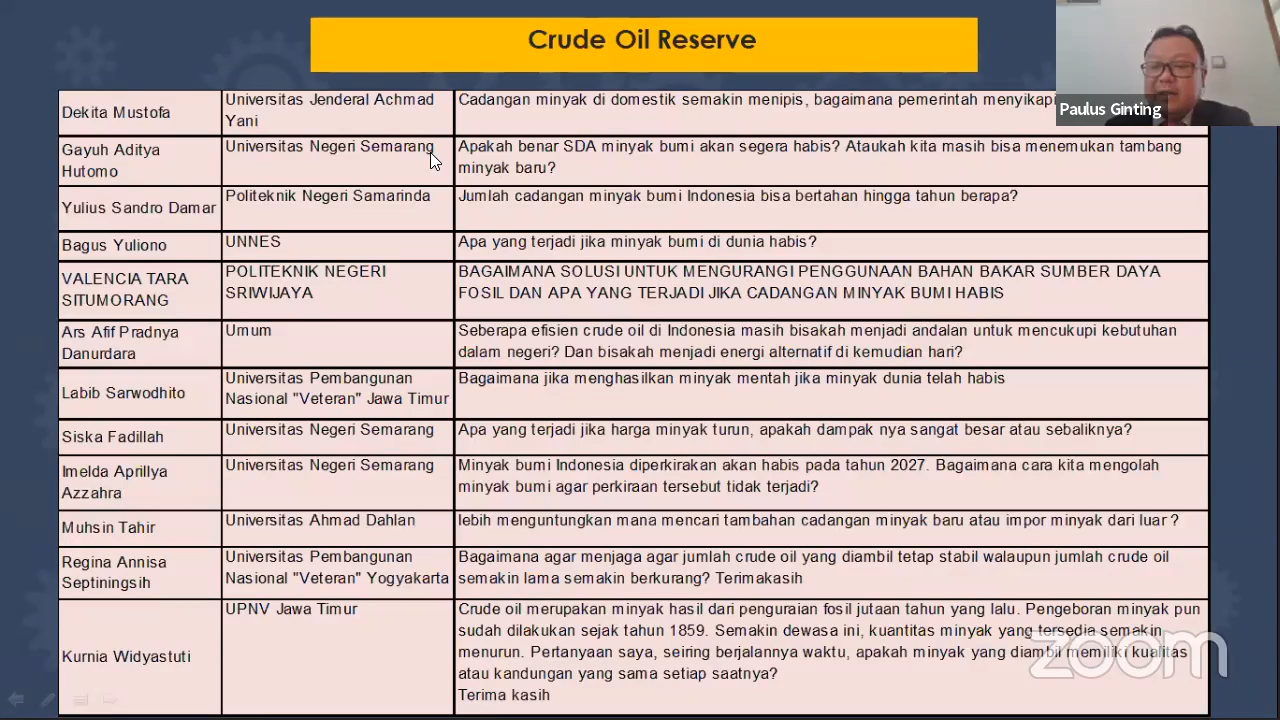 Crude Oil Reserve
Paulus Ginting
Dekita Mustofa
Universitas Jenderal Achmad
Yani
Cadangan minyak di domestik semakin menipis, bagaimana pemerintah menyikapi
Gayuh Aditya
Hutomo
Universitas Negeri Semarang
Apakah benar SDA minyak bumi akan segera habis? Ataukah kita masih bisa menemukan tambang
minyak baru?
Yulius Sandro Damar
Politeknik Negeri Samarinda
Jumlah cadangan minyak bumi Indonesia bisa bertahan hingga tahun berapa?
Bagus Yuliono
UNNES
Apa yang terjadi jika minyak bumi di dunia habis?
VALENCIA TARA
SITUMORANG
POLITEKNIK NEGERI
SRIWIJAYA
BAGAIMANA SOLUSI UNTUK MENGURANGI PENGGUNAAN BAHAN BAKAR SUMBER DAYA
FOSIL DAN APA YANG TERJADI JIKA CADANGAN MINYAK BUMI HABIS
Ars Afif Pradnya
Danurdara
Umum
Seberapa efisien crude oil di Indonesia masih bisakah menjadi andalan untuk mencukupi kebutuhan
dalam negeri? Dan bisakah menjadi energi alternatif di kemudian hari?
Labib Sarwodhito
Universitas Pembangunan
Nasional "Veteran" Jawa Timur
Bagaimana jika menghasilkan minyak mentah jika minyak dunia telah habis
Siska Fadillah
Universitas Negeri Semarang
Apa yang terjadi jika harga minyak turun, apakah dampak nya sangat besar atau sebaliknya?
Imelda Aprillya
Azzahra
Universitas Negeri Semarang
Minyak bumi Indonesia diperkirakan akan habis pada tahun 2027. Bagaimana cara kita mengolah
minyak bumi agar perkiraan tersebut tidak terjadi?
Muhsin Tahir
Universitas Ahmad Dahlan
lebih menguntungkan mana mencari tambahan cadangan minyak baru atau impor minyak dari luar ?
Regina Annisa
Septiningsih
Universitas Pembangunan
Nasional "Veteran" Yogyakarta
Bagaimana agar menjaga agar jumlah crude oil yang diambil tetap stabil walaupun jumlah crude oil
semakin lama semakin berkurang? Terimakasih
Kurnia Widyastuti
UPNV Jawa Timur
Crude oil merupakan minyak hasil dari penguraian fosil jutaan tahun yang lalu. Pengeboran minyak pun
sudah dilakukan sejak tahun 1859. Semakin dewasa ini, kuantitas minyak yang tersedia semakin
menurun. Pertanyaan saya, seiring berjalannya waktu, apakah minyak yang diambil memiliki kualitas
atau kandungan yang sama setiap saatnya?
Terima kasih
zoom